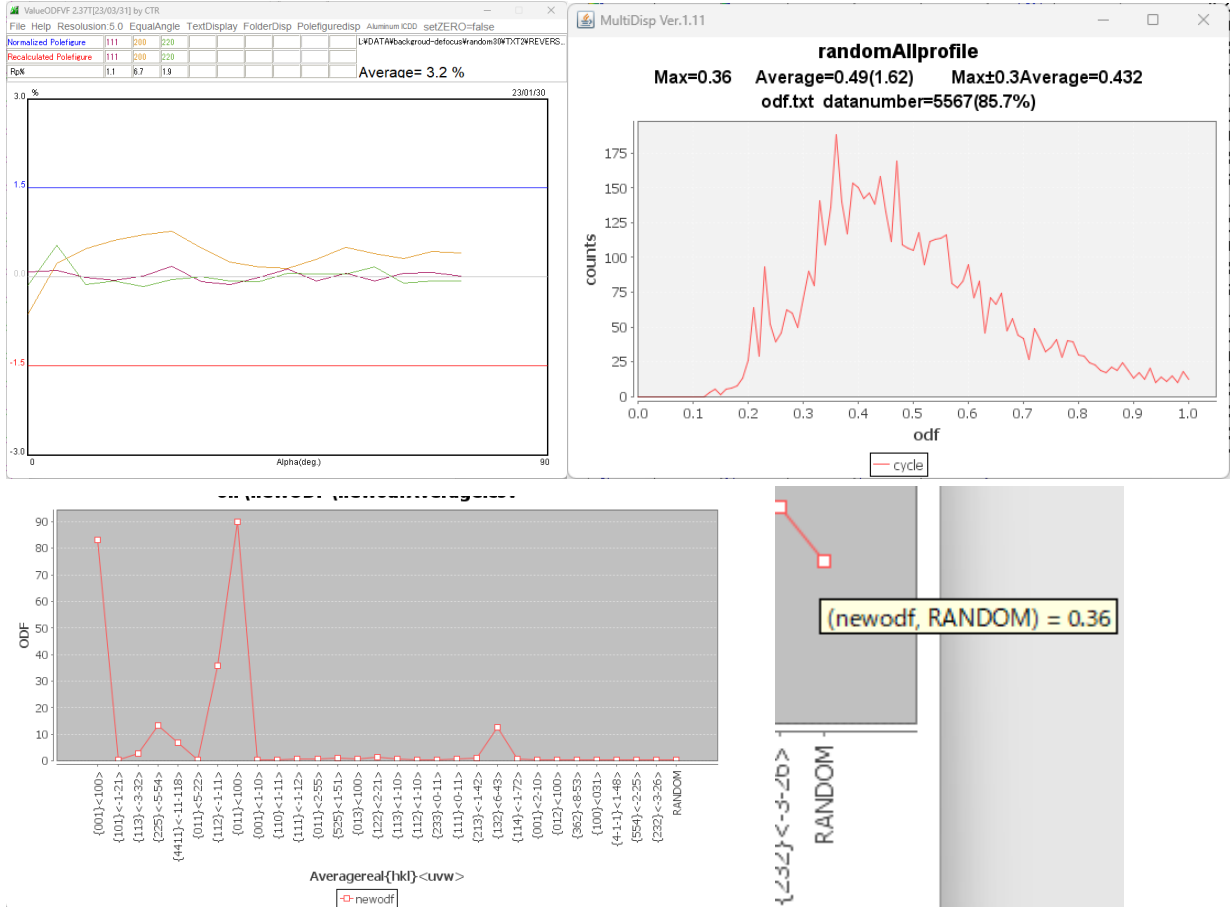 ValueODFVF 2.37T[23/03/31] by CTR
File Help Resolusion:5.0 EqualAngle TextDisplay FolderDisp Polefiguredisp Aluminum ICDD setZERO=false
Normalized Polefigure 111 200 220
L¥DATA¥backgroud-defocus¥random30¥TXT2¥REVERS...
Recalculated Polefigure 111 200 220
Rp% 1.1 6.7 1.9
Average= 3.2 %
3.0 % 23/01/30
1.5
0.0
-1.5
-3.0
0 Alpha(deg.) 90
MultiDisp Ver.1.11
randomAllprofile
Max=0.36 Average=0.49(1.62) Max±0.3Average=0.432
odf.txt datanumber=5567(85.7%)
counts
175
150
125
100
75
50
25
0
0.0 0.1 0.2 0.3 0.4 0.5 0.6 0.7 0.8 0.9 1.0
odf
cycle
ODF
90
80
70
60
50
40
30
20
10
0
{001}<100>
{101}<-1-21>
{113}<-3-32>
{225}<-5-54>
{4411}<-11-118>
{011}<5-22>
{112}<-1-11>
{011}<100>
{001}<1-10>
{110}<1-11>
{111}<1-12>
{011}<2-55>
{525}<1-51>
{013}<100>
{122}<2-21>
{113}<1-10>
{112}<1-10>
{233}<0-11>
{111}<0-11>
{213}<-1-42>
{132}<6-43>
{114}<-1-72>
{001}<2-10>
{012}<100>
{362}<8-53>
{100}<031>
{4-1-1}<1-48>
{554}<-2-25>
{232}<-3-26>
RANDOM
Averagereal{hkl}<uvw>
newodf
(newodf, RANDOM) = 0.36
{232}<-3-26>
RANDOM